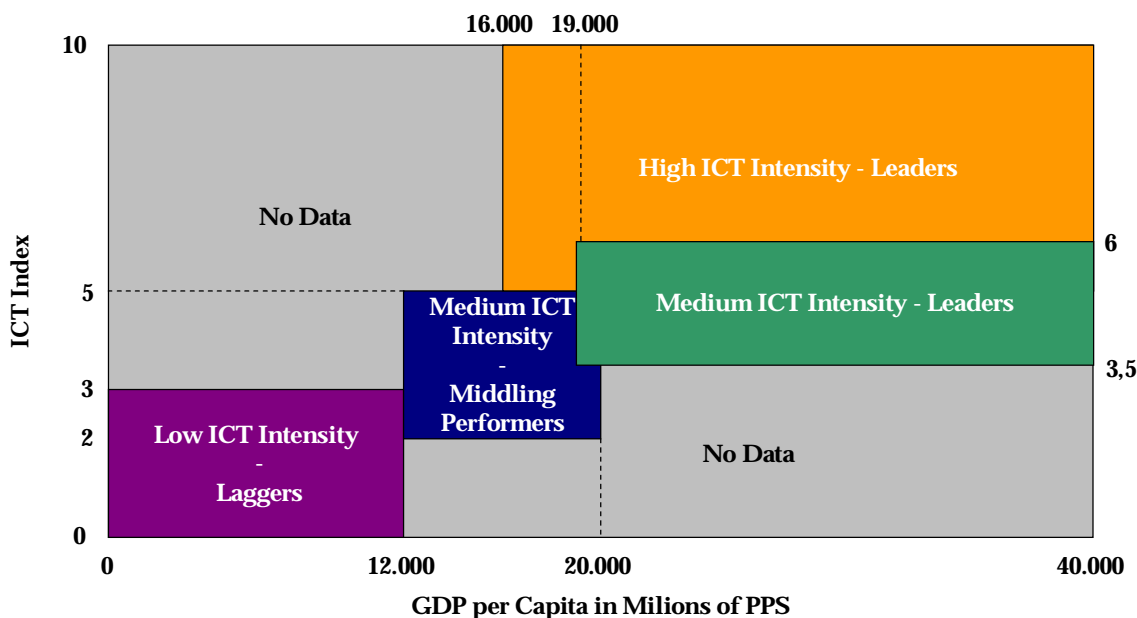 16.000 19.000
10
High ICT Intensity - Leaders
No Data
6
ICT Index
5
Medium ICT
Intensity
-
Middling
Performers
Medium ICT Intensity - Leaders
3,5
3
2
Low ICT Intensity
-
Laggers
No Data
0
0 12.000 20.000 40.000
GDP per Capita in Milions of PPS